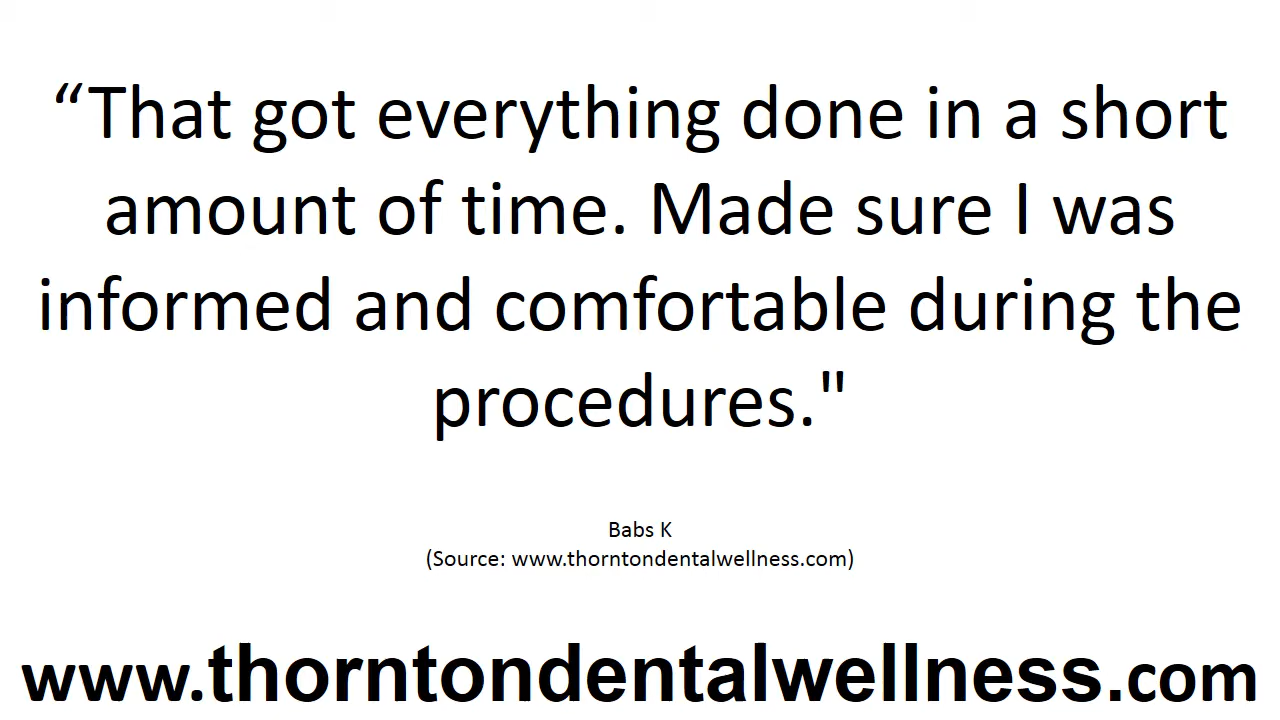 “That got everything done in a short
amount of time. Made sure I was
informed and comfortable during the
procedures."
Babs K
(Source: www.thorntondentalwellness.com)
www.thorntondentalwellness.com